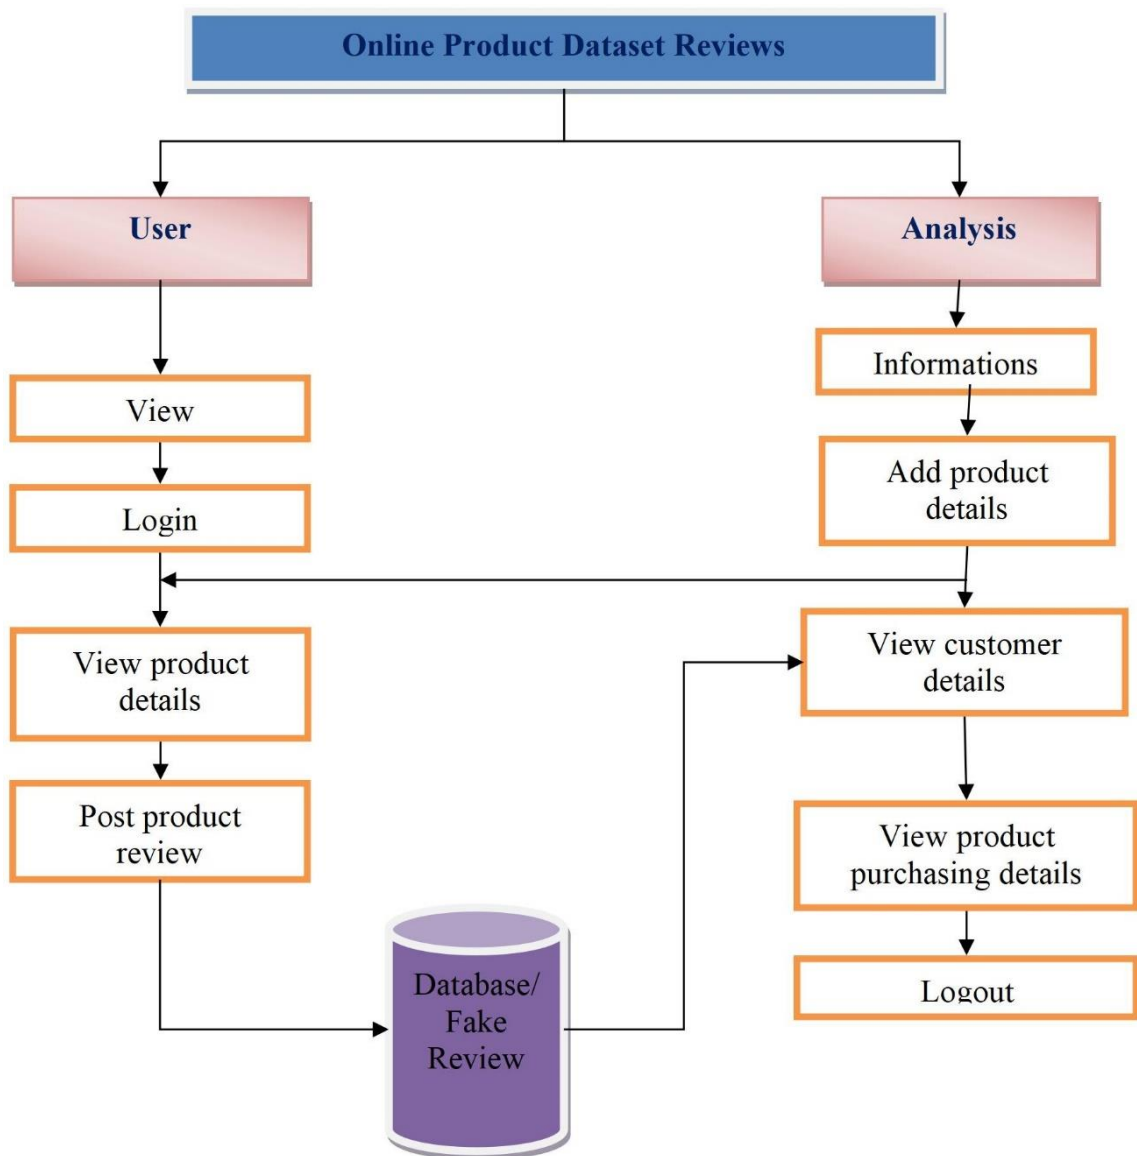 Online Product Dataset Reviews
User
Analysis
Informations
View
Add product
details
Login
View product
details
View customer
details
Post product
review
View product
purchasing details
Database/
Fake
Review
Logout